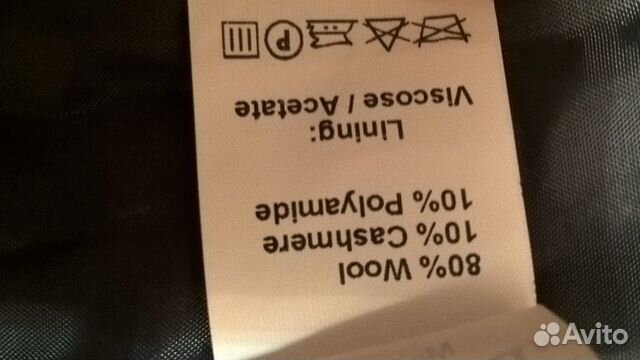 80% Wool
10% Cashmere
10% Polyamide
Lining:
Viscose / Acetate
P
Avito